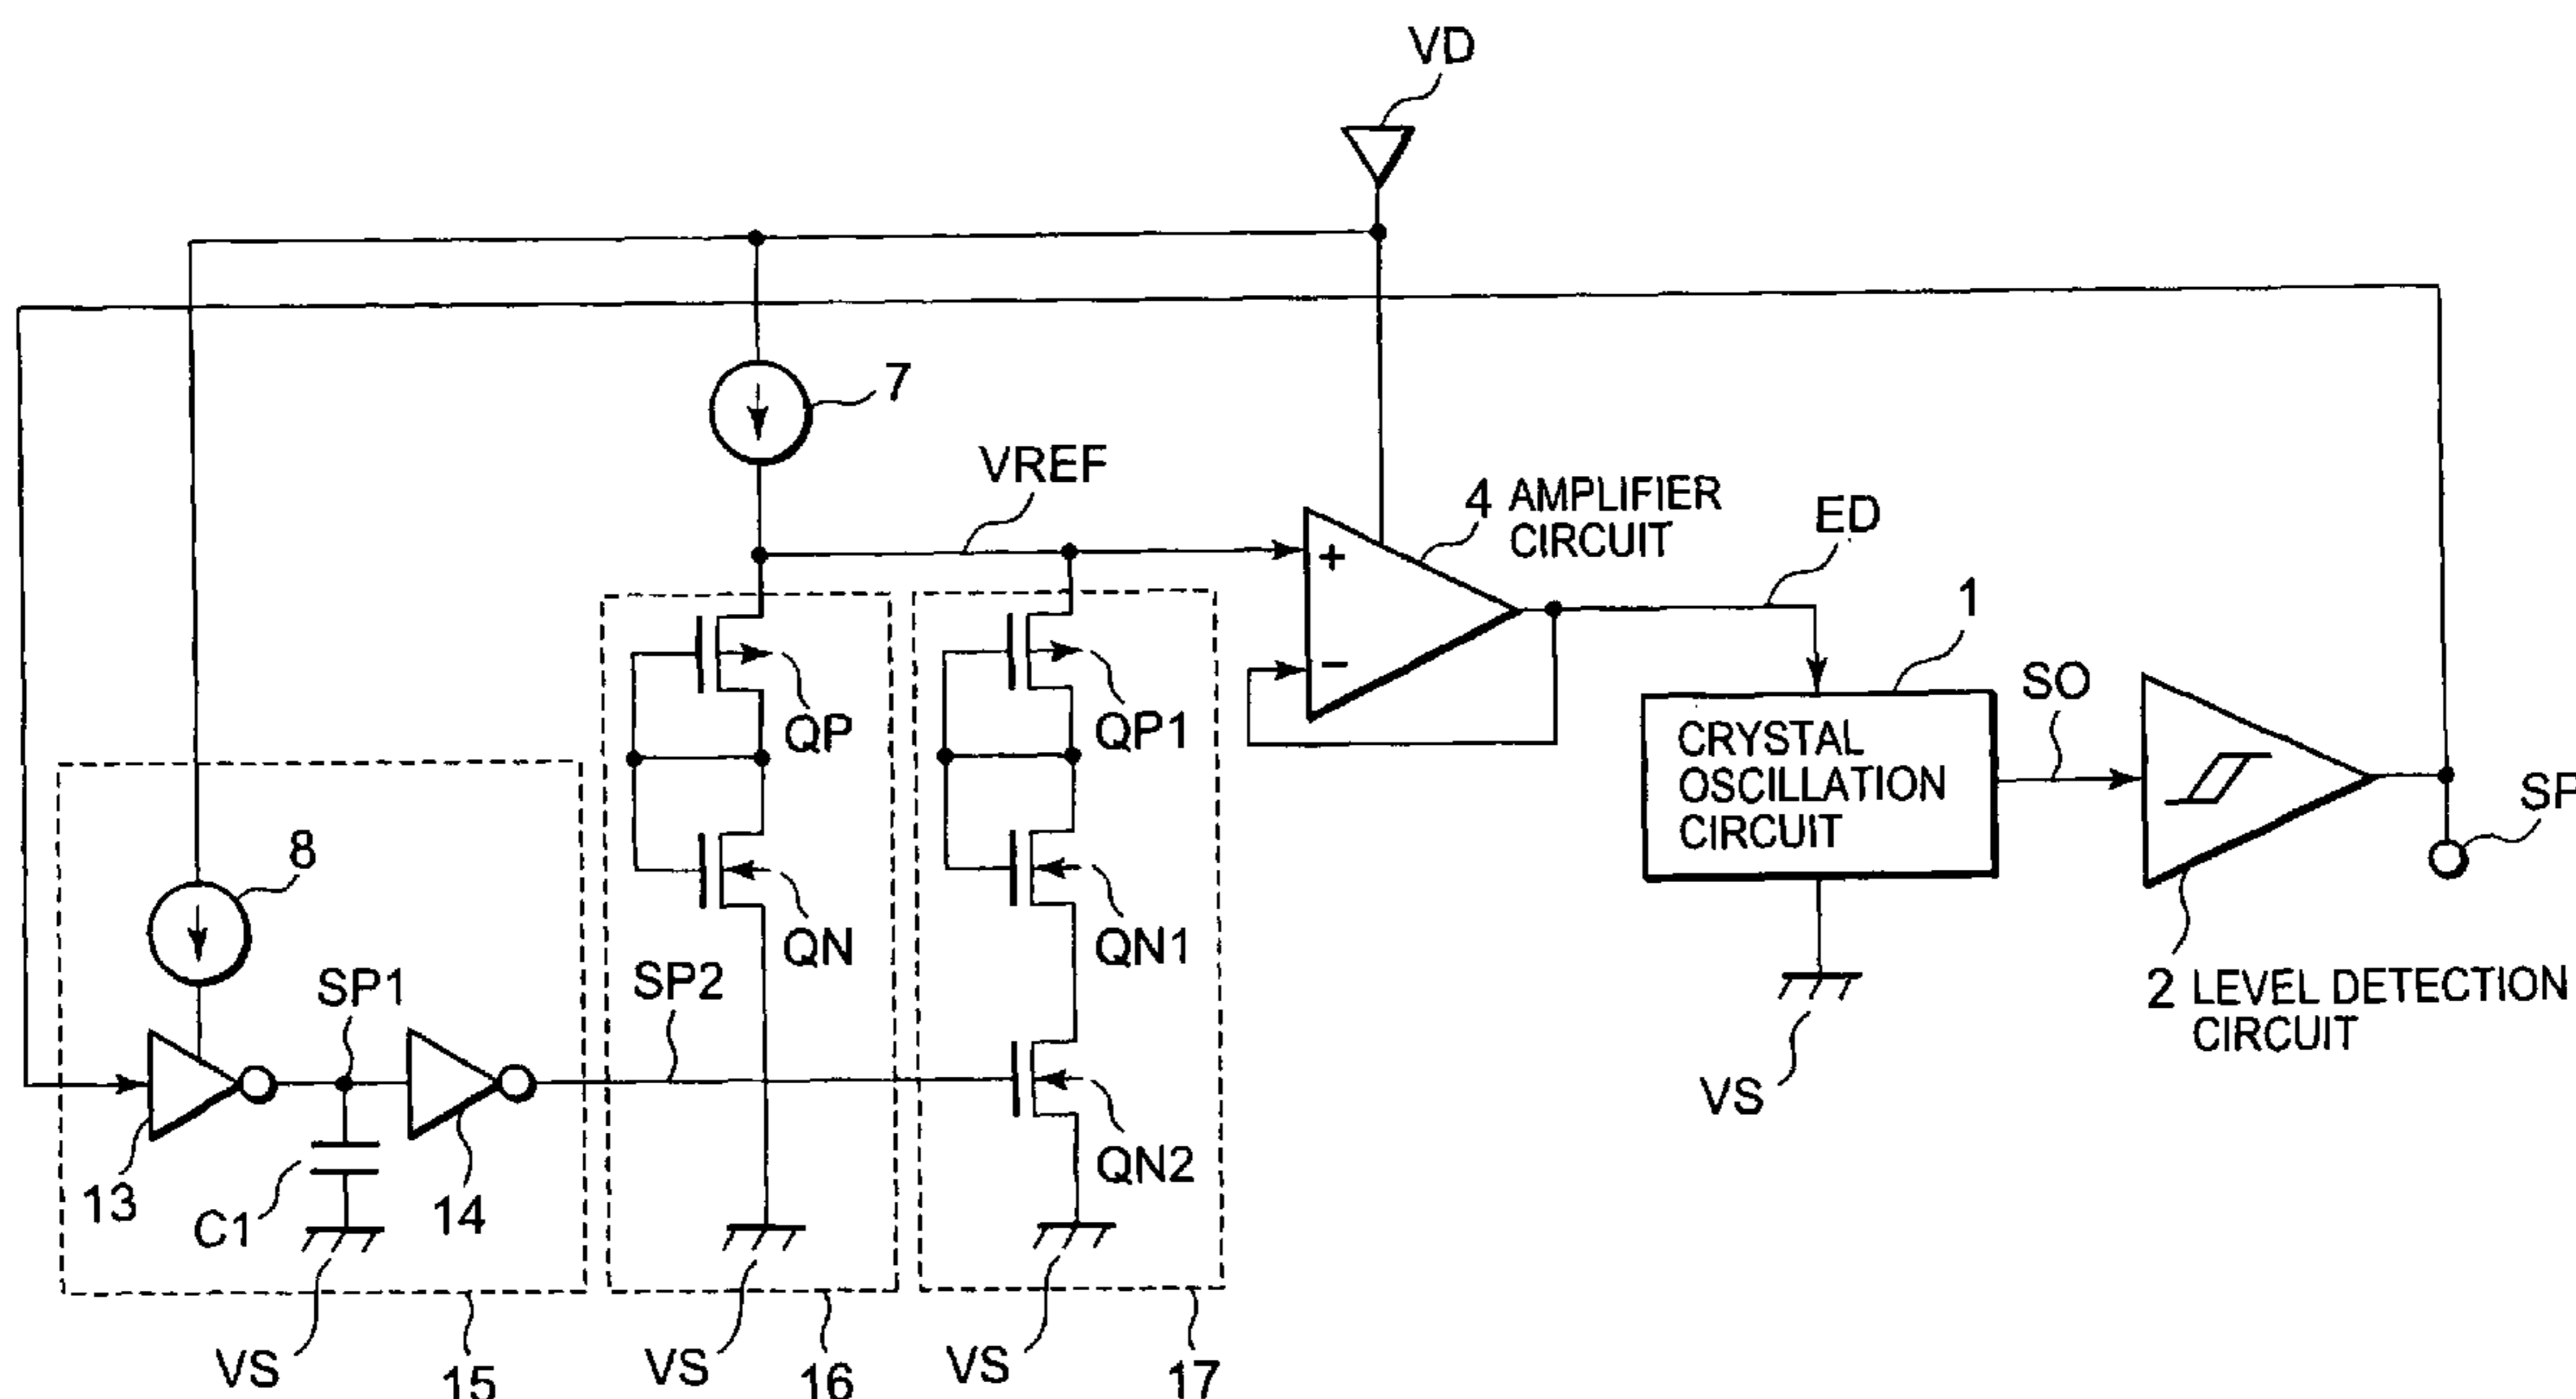 VD
7
VREF
4 AMPLIFIER
CIRCUIT
ED
1
+
−
QP
QP1
SO
CRYSTAL
OSCILLATION
CIRCUIT
SP
8
QN
QN1
SP1
SP2
2 LEVEL DETECTION
CIRCUIT
VS
13
C1
14
QN2
VS
15
VS
16
VS
17